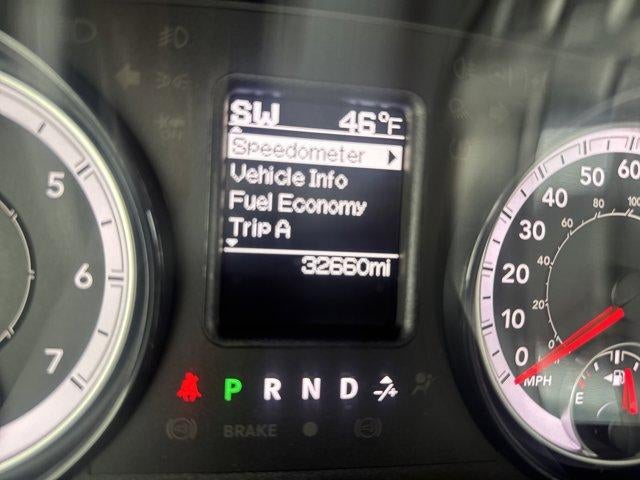 SW 46°F
Speedometer
Vehicle Info
Fuel Economy
Trip A
32660mi
P R N D
BRAKE
5
6
7
60
50
40
30
20
10
0
MPH
100
80
60
40
20
0
E